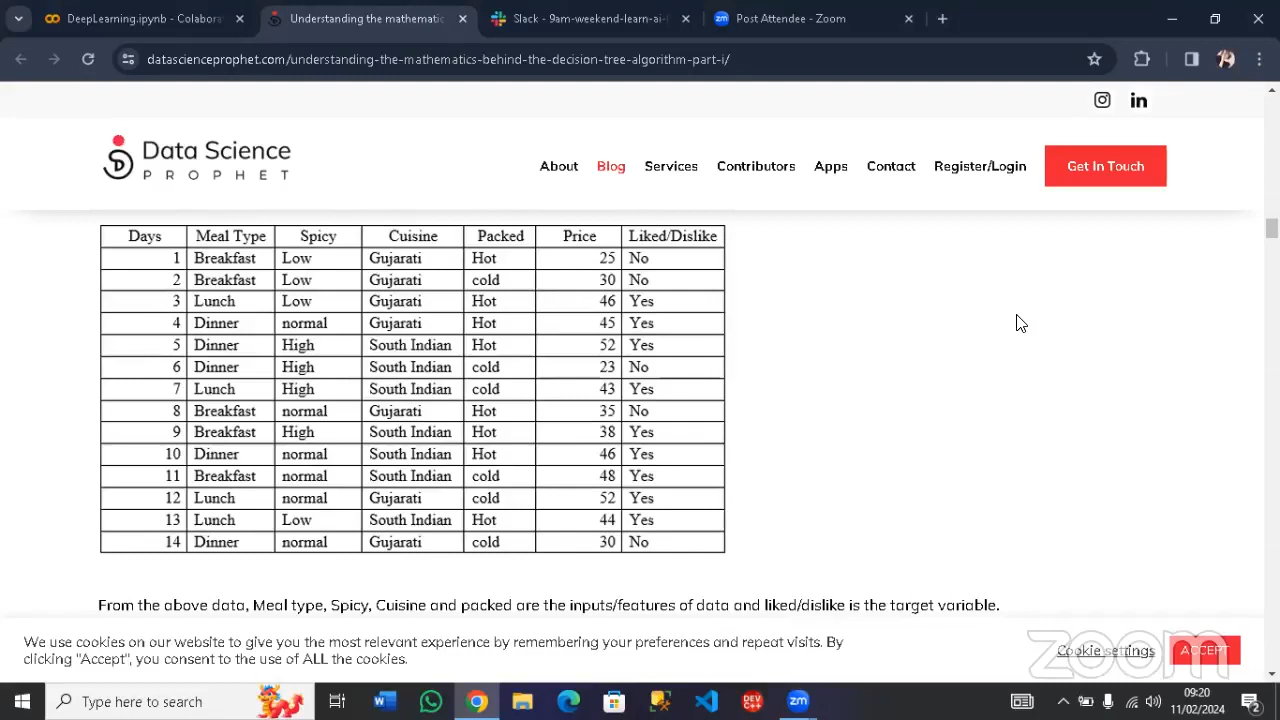 DeepLearning.ipynb - Colabora
Understanding the mathematic
Slack - 9am-weekend-learn-ai-
zm Post Attendee - Zoom
datascienceprophet.com/understanding-the-mathematics-behind-the-decision-tree-algorithm-part-i/
in
Data Science
PROPHET
About Blog Services Contributors Apps Contact Register/Login Get In Touch
Days Meal Type Spicy Cuisine Packed Price Liked/Dislike
1 Breakfast Low Gujarati Hot 25 No
2 Breakfast Low Gujarati cold 30 No
3 Lunch Low Gujarati Hot 46 Yes
4 Dinner normal Gujarati Hot 45 Yes
5 Dinner High South Indian Hot 52 Yes
6 Dinner High South Indian cold 23 No
7 Lunch High South Indian cold 43 Yes
8 Breakfast normal Gujarati Hot 35 No
9 Breakfast High South Indian Hot 38 Yes
10 Dinner normal South Indian Hot 46 Yes
11 Breakfast normal South Indian cold 48 Yes
12 Lunch normal Gujarati cold 52 Yes
13 Lunch Low South Indian Hot 44 Yes
14 Dinner normal Gujarati cold 30 No
From the above data, Meal type, Spicy, Cuisine and packed are the inputs/features of data and liked/dislike is the target variable.
We use cookies on our website to give you the most relevant experience by remembering your preferences and repeat visits. By
clicking "Accept", you consent to the use of ALL the cookies.
Cookie settings
ACCEPT
zoom
Type here to search
DEV
C++
zm
09:20
11/02/2024
2